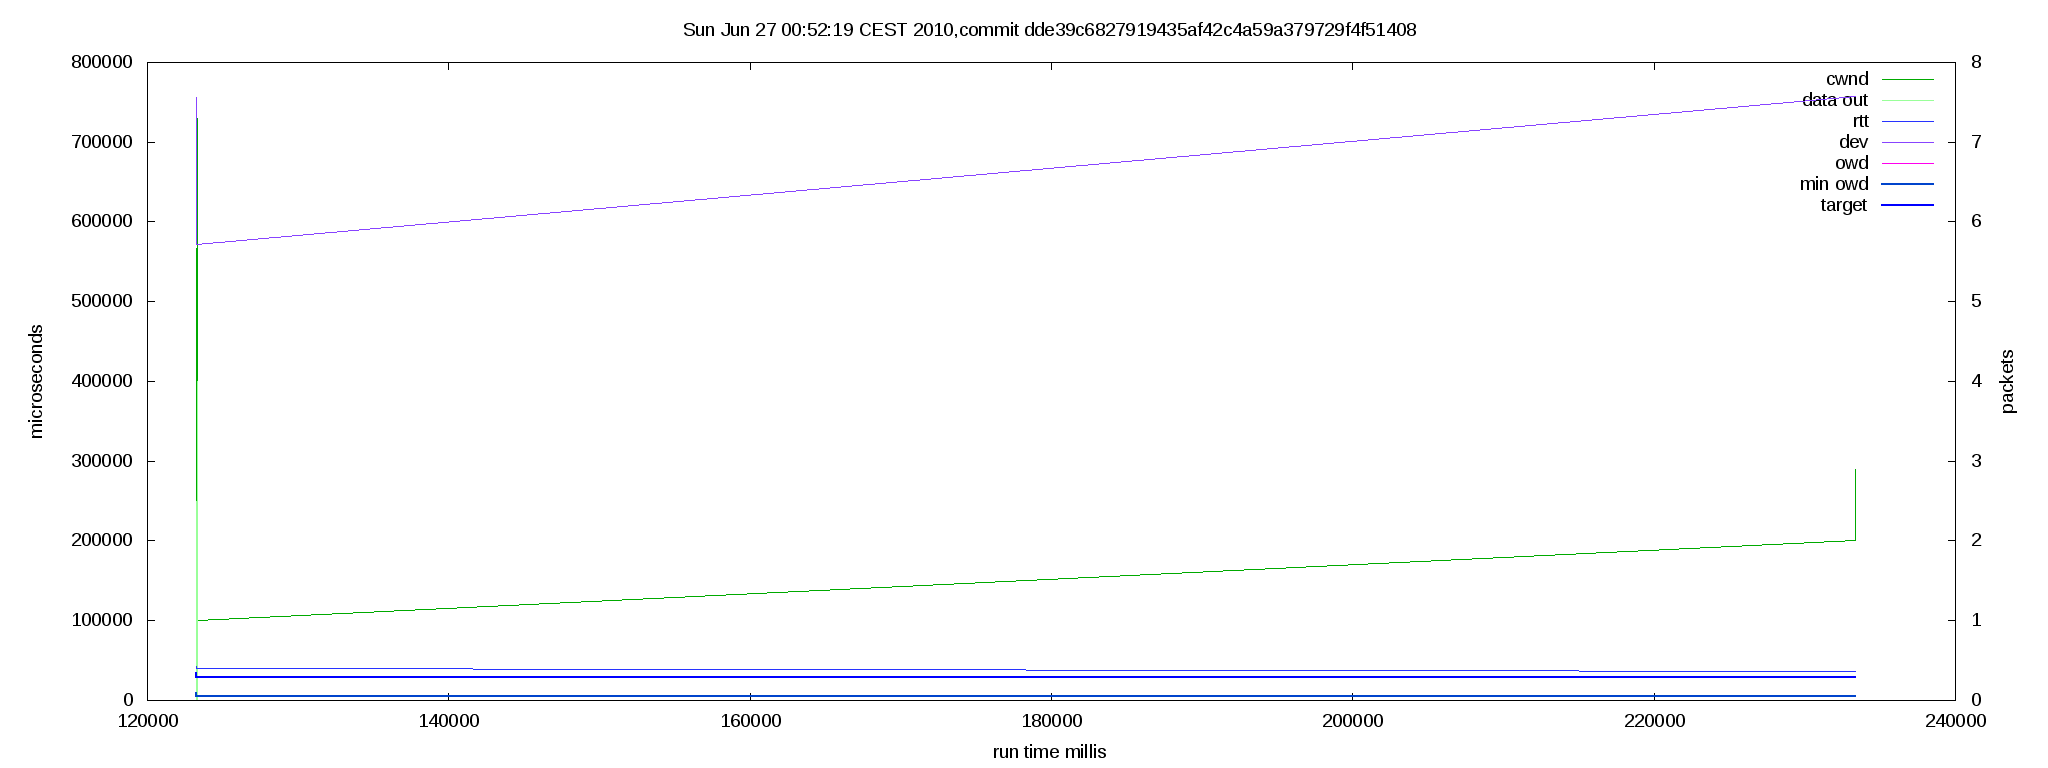 Sun Jun 27 00:52:19 CEST 2010,commit dde39c6827919435af42c4a59a379729f4f51408
800000
700000
600000
500000
400000
300000
200000
100000
0
microseconds
8
7
6
5
4
3
2
1
0
packets
cwnd
data out
rtt
dev
owd
min owd
target
120000 140000 160000 180000 200000 220000 240000
run time millis